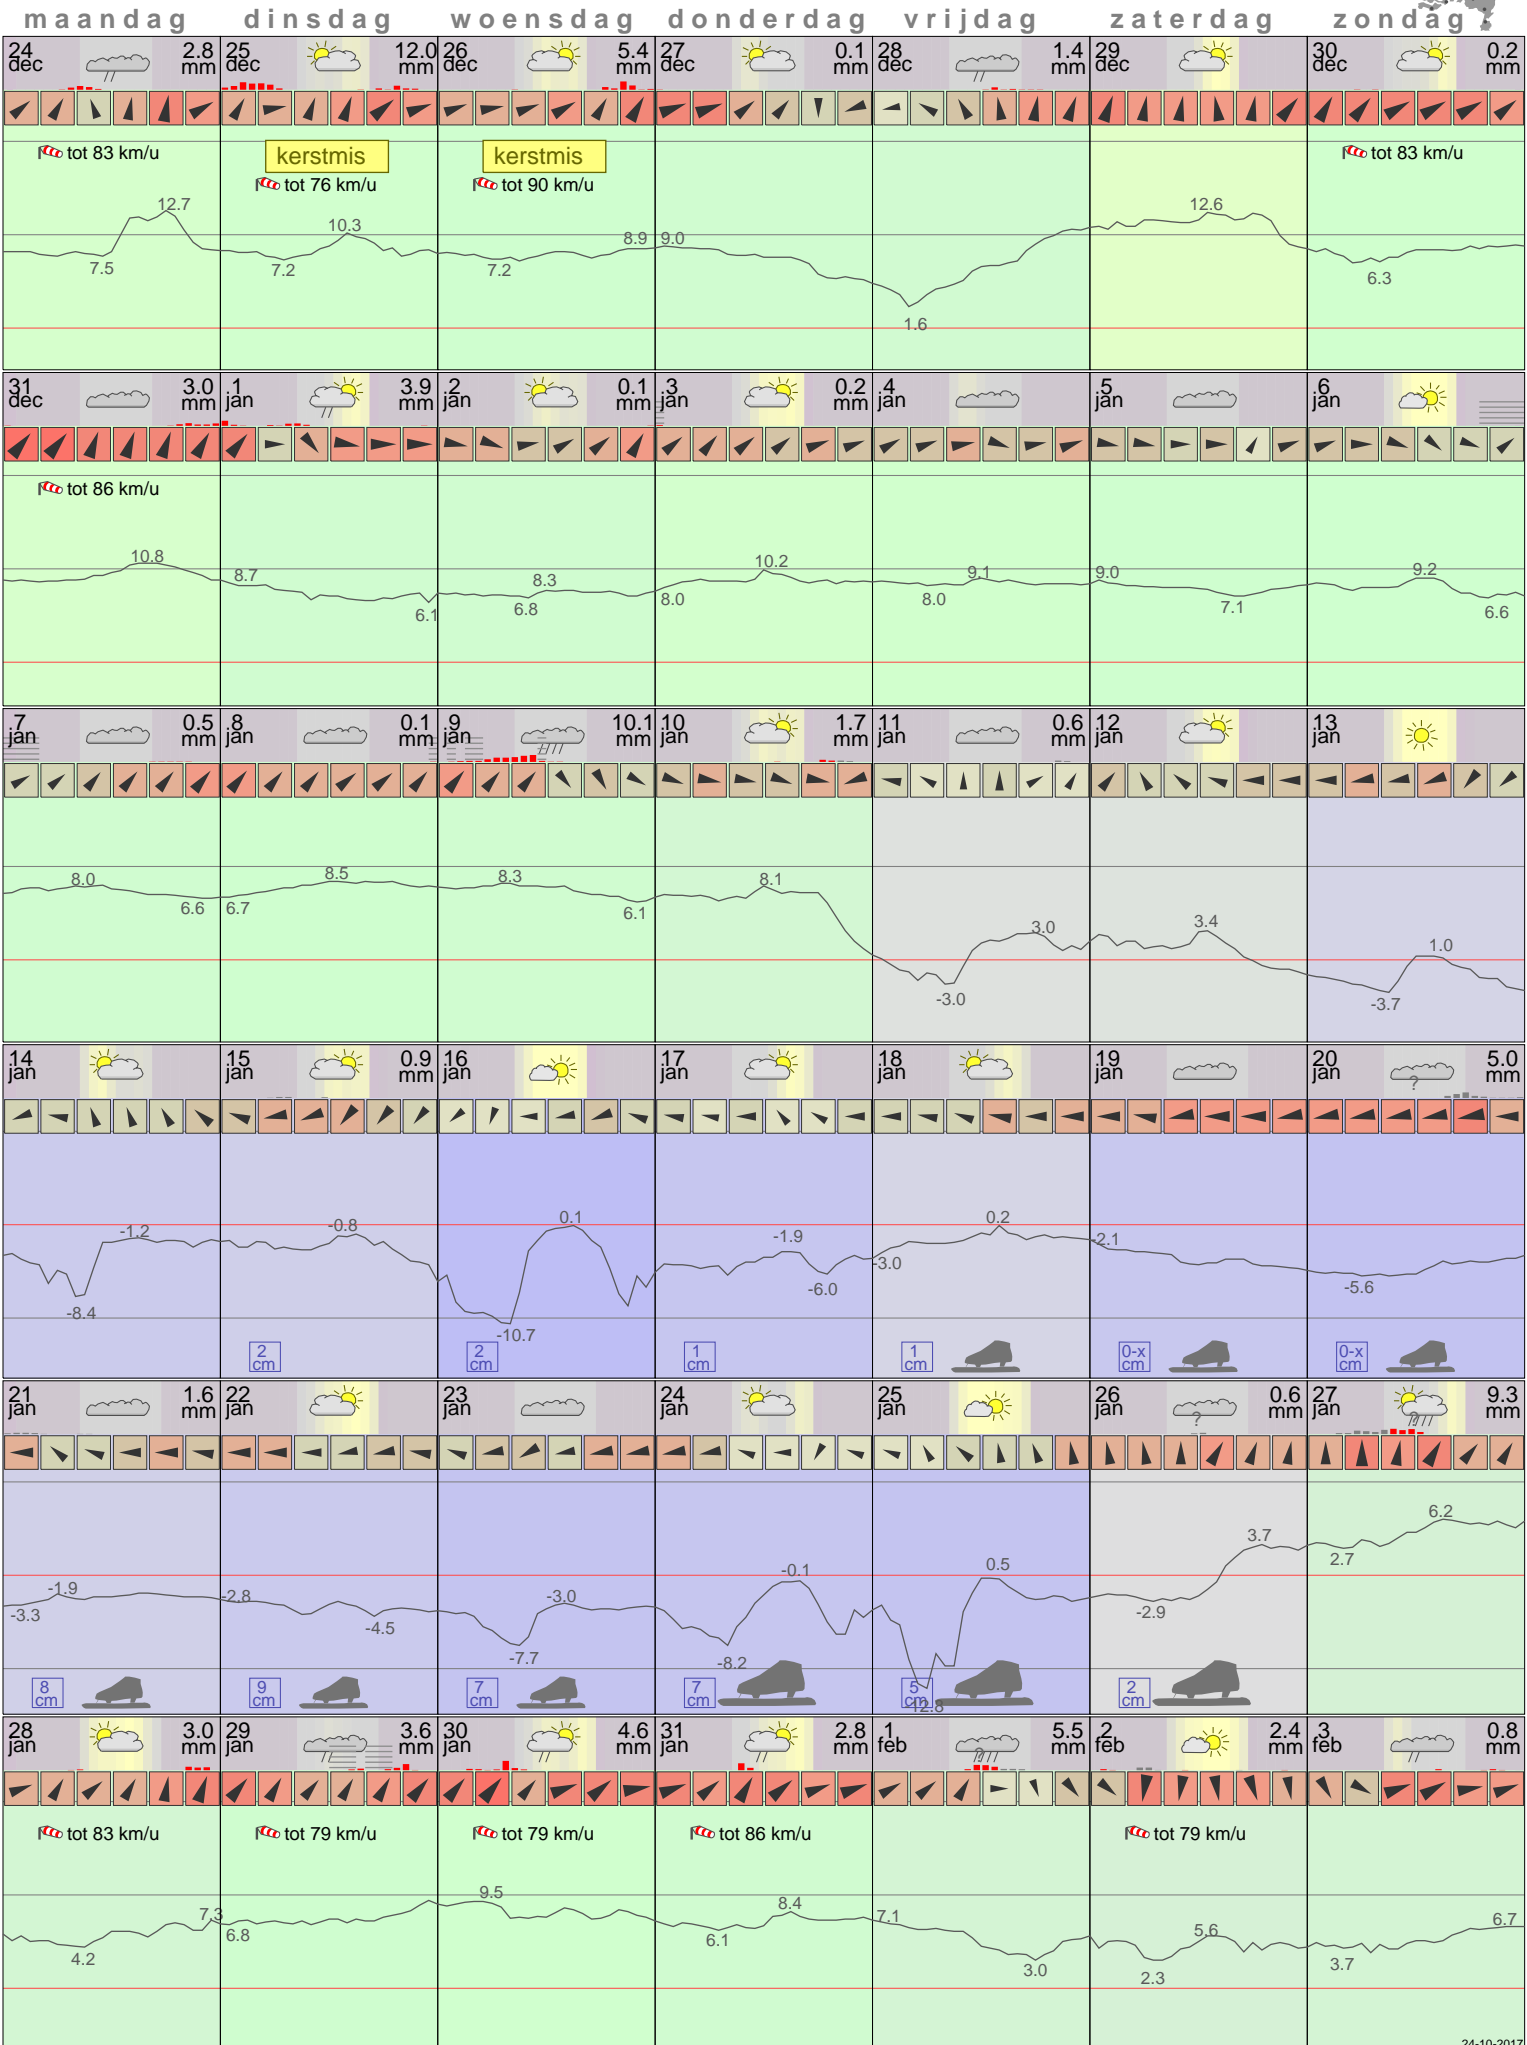 maandag dinsdag woensdag donderdag vrijdag zaterdag zondag
24 dec 2.8 mm 25 dec 12.0 mm 26 dec 5.4 mm 27 dec 0.1 mm 28 dec 1.4 mm 29 dec 30 dec 0.2 mm
tot 83 km/u kerstmis kerstmis tot 83 km/u
tot 76 km/u tot 90 km/u
12.7 10.3 8.9 9.0 12.6
7.5 7.2 7.2 1.6 6.3
31 dec 3.0 mm 1 jan 3.9 mm 2 jan 0.1 mm 3 jan 0.2 mm 4 jan 5 jan 6 jan
tot 86 km/u
10.8 8.7 8.3 10.2 9.1 9.0 9.2
6.1 6.8 8.0 8.0 7.1 6.6
7 jan 0.5 mm 8 jan 0.1 mm 9 jan 10.1 mm 10 jan 1.7 mm 11 jan 0.6 mm 12 jan 13 jan
8.0 8.5 8.3 8.1 3.0 3.4 1.0
6.6 6.7 6.1 -3.0 -3.7
14 jan 15 jan 0.9 mm 16 jan 17 jan 18 jan 19 jan 20 jan ? 5.0 mm
-1.2 -0.8 0.1 -1.9 0.2 -2.1
-8.4 -10.7 -6.0 -3.0 -5.6
2 cm 2 cm 1 cm 1 cm 0-x cm 0-x cm
21 jan 1.6 mm 22 jan 23 jan 24 jan 25 jan 26 jan ? 0.6 mm 27 jan ? 9.3 mm
-1.9 -2.8 -3.0 -0.1 0.5 3.7 6.2
-3.3 -4.5 -7.7 -8.2 -12.8 -2.9 2.7
8 cm 9 cm 7 cm 7 cm 5 cm 2 cm
28 jan 3.0 mm 29 jan 3.6 mm 30 jan 4.6 mm 31 jan 2.8 mm 1 feb ? 5.5 mm 2 feb 2.4 mm 3 feb 0.8 mm
tot 83 km/u tot 79 km/u tot 79 km/u tot 86 km/u tot 79 km/u
7.3 9.5 8.4 7.1 5.6 6.7
4.2 6.8 6.1 3.0 2.3 3.7
24-10-2017